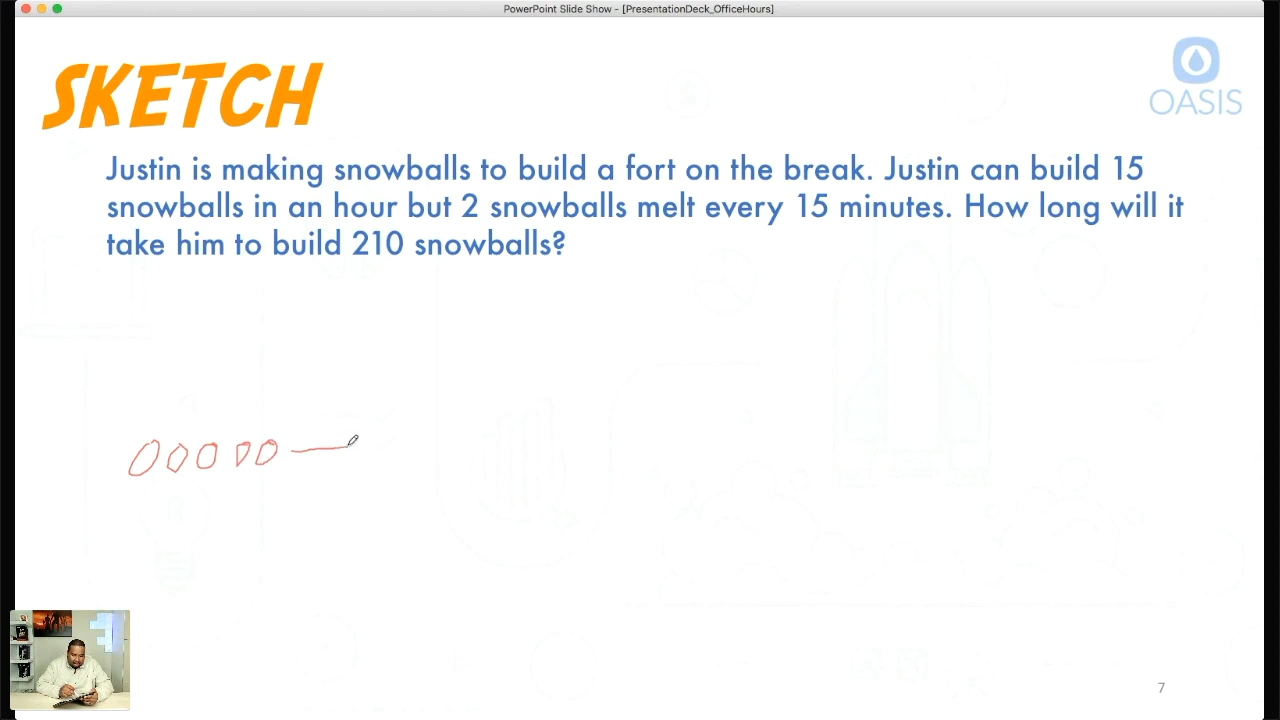 PowerPoint Slide Show - [PresentationDeck_OfficeHours]
SKETCH
OASIS
Justin is making snowballs to build a fort on the break. Justin can build 15
snowballs in an hour but 2 snowballs melt every 15 minutes. How long will it
take him to build 210 snowballs?
7